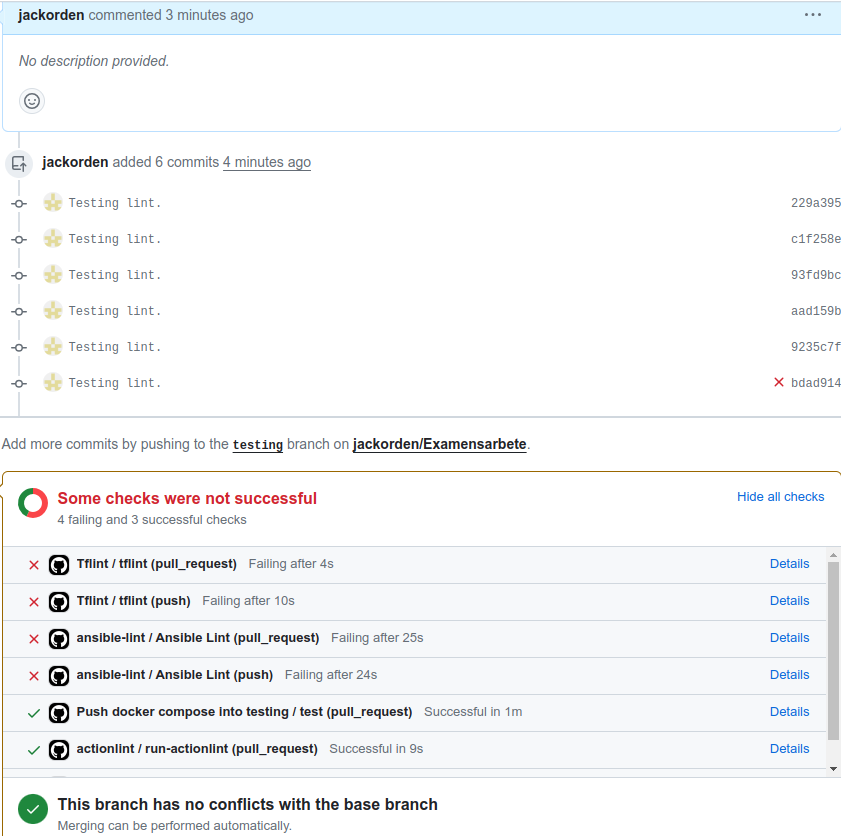 jackorden commented 3 minutes ago
No description provided.
jackorden added 6 commits 4 minutes ago
Testing lint. 229a395
Testing lint. c1f258e
Testing lint. 93fd9bc
Testing lint. aad159b
Testing lint. 9235c7f
Testing lint. bdad914
Add more commits by pushing to the testing branch on jackorden/Examensarbete.
Some checks were not successful Hide all checks
4 failing and 3 successful checks
Tflint / tflint (pull_request) Failing after 4s Details
Tflint / tflint (push) Failing after 10s Details
ansible-lint / Ansible Lint (pull_request) Failing after 25s Details
ansible-lint / Ansible Lint (push) Failing after 24s Details
Push docker compose into testing / test (pull_request) Successful in 1m Details
actionlint / run-actionlint (pull_request) Successful in 9s Details
This branch has no conflicts with the base branch
Merging can be performed automatically.